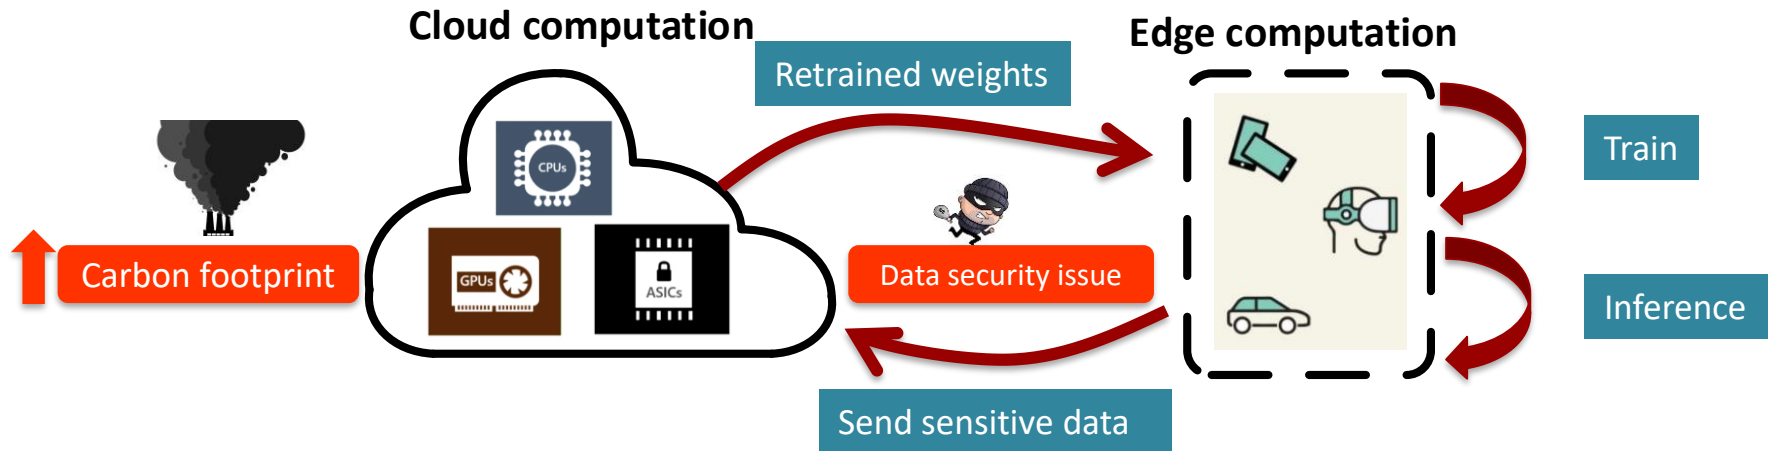 Cloud computation
Edge computation
Retrained weights
CPUs
Train
Carbon footprint
GPUs
ASICs
Data security issue
Inference
Send sensitive data